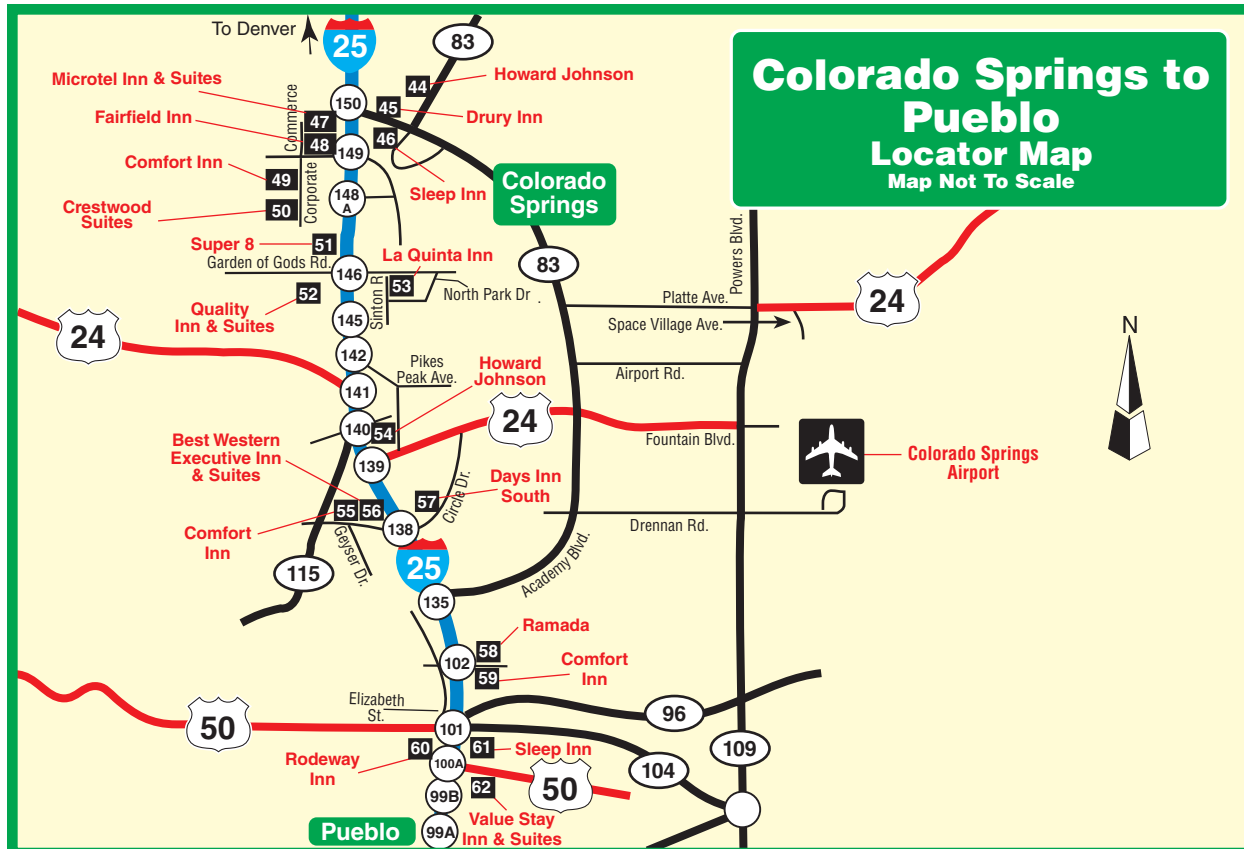 To Denver
25
83
Colorado Springs to
Pueblo
Locator Map
Map Not To Scale
Microtel Inn & Suites
44
Howard Johnson
150
45
Drury Inn
Commerce
47
Fairfield Inn
48
46
149
Comfort Inn
49
Sleep Inn
Corporate
148
A
Colorado
Springs
Crestwood
Suites
50
Super 8
51
La Quinta Inn
Garden of Gods Rd.
146
83
Powers Blvd.
53
Sinton R
North Park Dr
Quality
Inn & Suites
52
145
Platte Ave.
24
Space Village Ave.
24
142
Pikes
Peak Ave.
Howard
Johnson
Airport Rd.
N
141
24
140
54
Fountain Blvd.
Best Western
Executive Inn
& Suites
139
Colorado Springs
Airport
Days Inn
South
57
Circle Dr.
55
56
138
Comfort
Inn
Geyser Dr.
Drennan Rd.
25
115
Academy Blvd.
135
Ramada
58
102
Comfort
Inn
59
Elizabeth
St.
96
50
101
109
60
61
Sleep Inn
Rodeway
Inn
100A
104
62
50
99B
Value Stay
Inn & Suites
Pueblo
99A